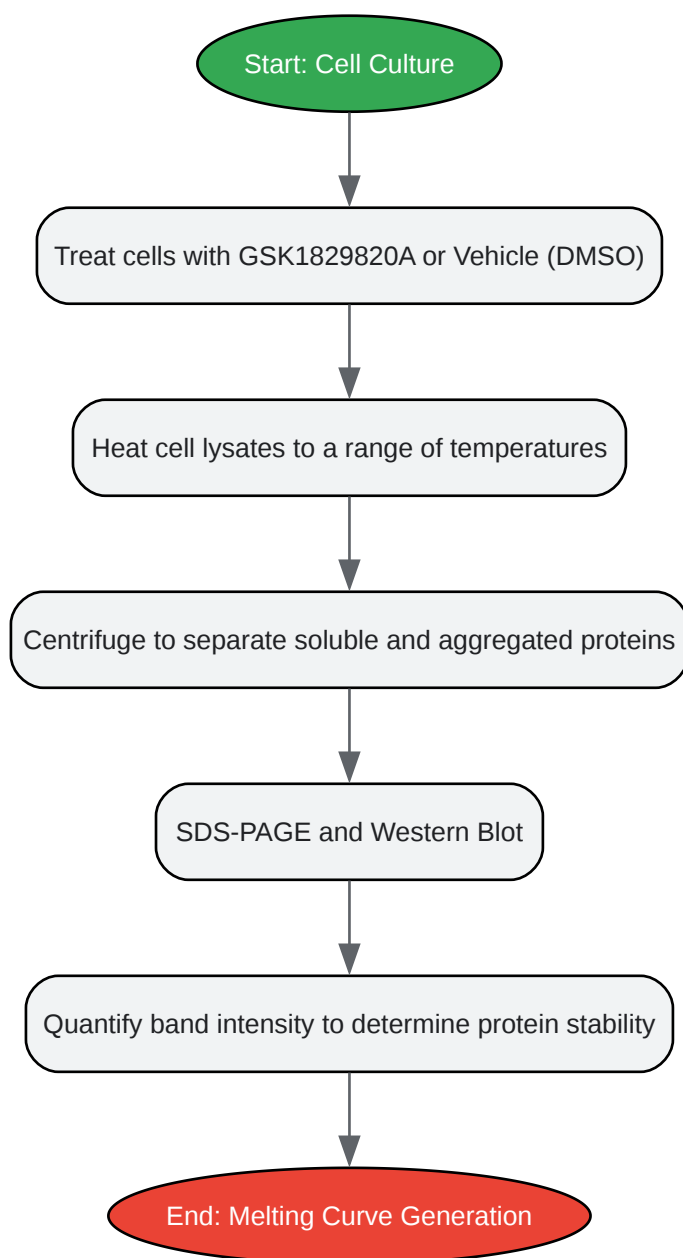 Start: Cell Culture
Treat cells with GSK1829820A or Vehicle (DMSO)
Heat cell lysates to a range of temperatures
Centrifuge to separate soluble and aggregated proteins
SDS-PAGE and Western Blot
Quantify band intensity to determine protein stability
End: Melting Curve Generation